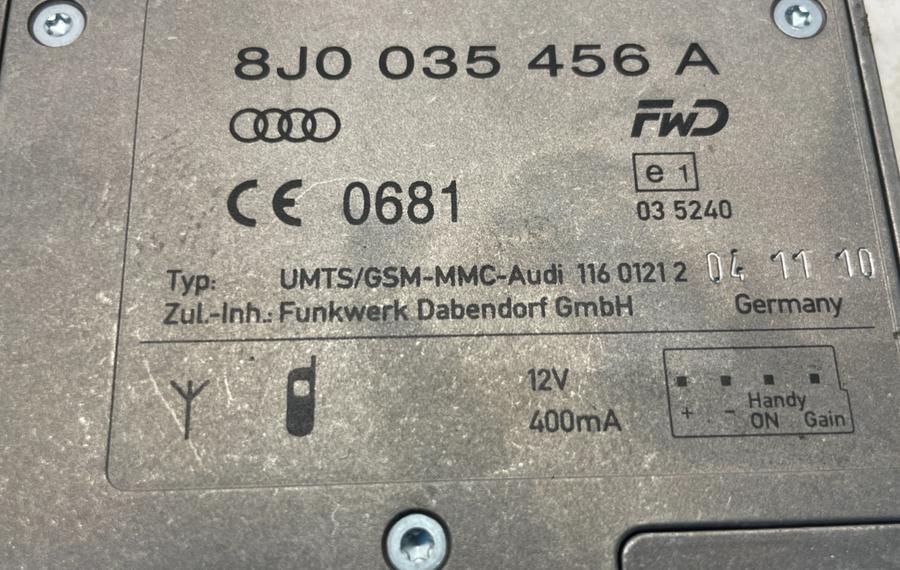 8J0 035 456 A
FWD
CE 0681
e 1
03 5240
Typ: UMTS/GSM-MMC-Audi 116 0121 2 04 11 10
Zul.-Inh.: Funkwerk Dabendorf GmbH Germany
12V
400mA
+ - Handy ON Gain